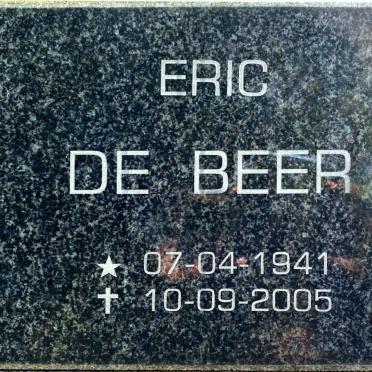 ERIC
DE BEER
★ 07-04-1941
✝ 10-09-2005